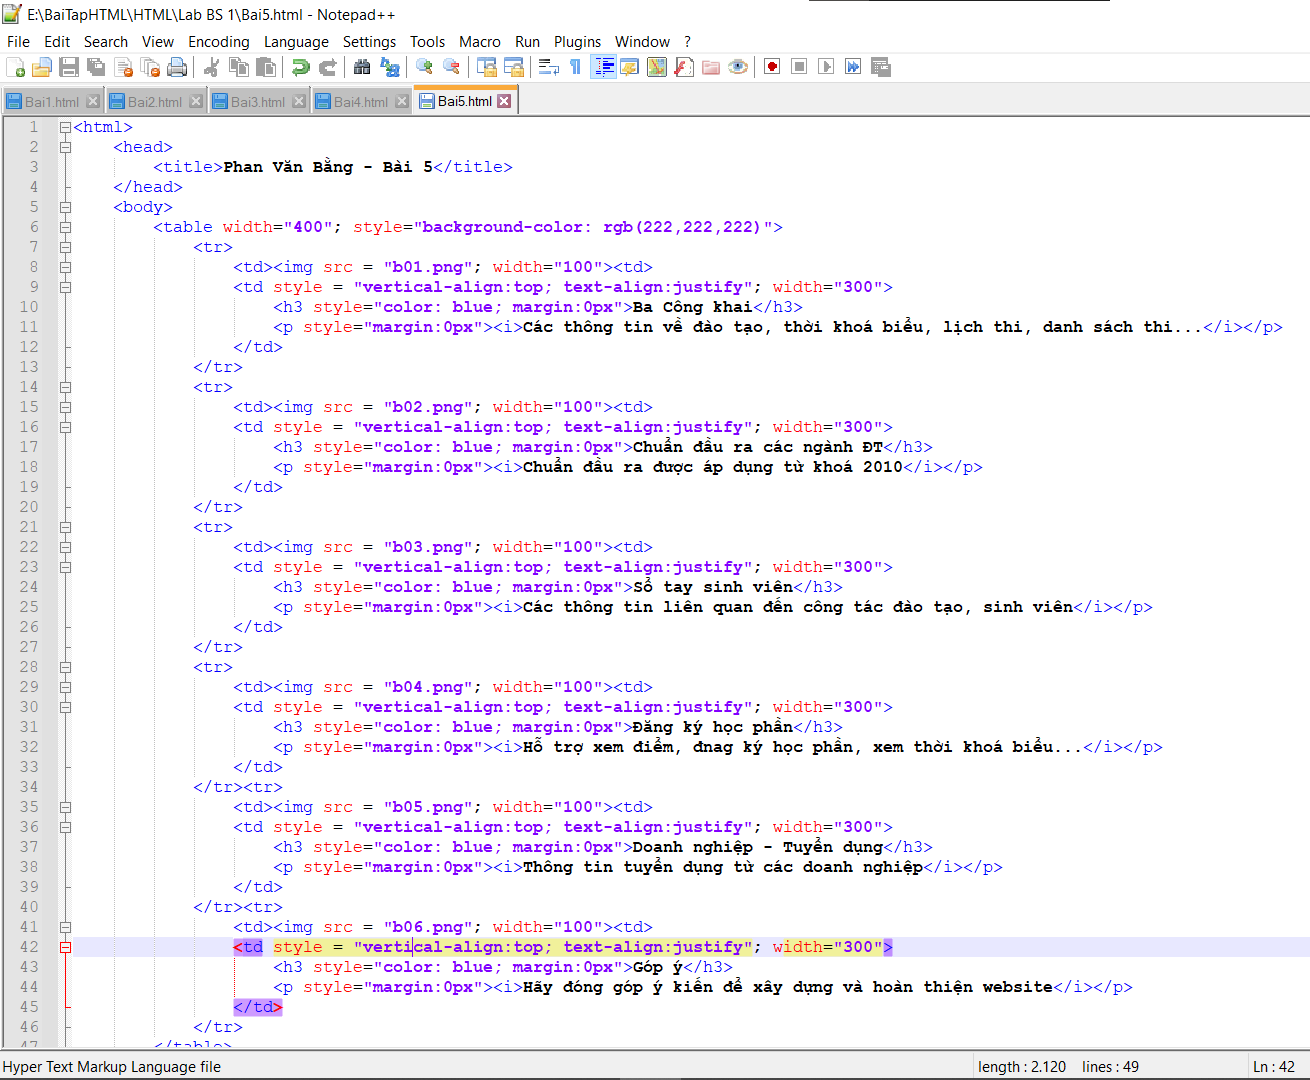 E:\BaiTapHTML\HTML\Lab BS 1\Bai5.html - Notepad++
File Edit Search View Encoding Language Settings Tools Macro Run Plugins Window ?
Bai1.html Bai2.html Bai3.html Bai4.html Bai5.html
1 <html>
2 <head>
3 <title>Phan Văn Bằng - Bài 5</title>
4 </head>
5 <body>
6 <table width="400"; style="background-color: rgb(222,222,222)">
7 <tr>
8 <td><img src = "b01.png"; width="100"><td>
9 <td style = "vertical-align:top; text-align:justify"; width="300">
10 <h3 style="color: blue; margin:0px">Ba Công khai</h3>
11 <p style="margin:0px"><i>Các thông tin về đào tạo, thời khoá biểu, lịch thi, danh sách thi...</i></p>
12 </td>
13 </tr>
14 <tr>
15 <td><img src = "b02.png"; width="100"><td>
16 <td style = "vertical-align:top; text-align:justify"; width="300">
17 <h3 style="color: blue; margin:0px">Chuẩn đầu ra các ngành ĐT</h3>
18 <p style="margin:0px"><i>Chuẩn đầu ra được áp dụng từ khoá 2010</i></p>
19 </td>
20 </tr>
21 <tr>
22 <td><img src = "b03.png"; width="100"><td>
23 <td style = "vertical-align:top; text-align:justify"; width="300">
24 <h3 style="color: blue; margin:0px">Sổ tay sinh viên</h3>
25 <p style="margin:0px"><i>Các thông tin liên quan đến công tác đào tạo, sinh viên</i></p>
26 </td>
27 </tr>
28 <tr>
29 <td><img src = "b04.png"; width="100"><td>
30 <td style = "vertical-align:top; text-align:justify"; width="300">
31 <h3 style="color: blue; margin:0px">Đăng ký học phần</h3>
32 <p style="margin:0px"><i>Hỗ trợ xem điểm, đnag ký học phần, xem thời khoá biểu...</i></p>
33 </td>
34 </tr><tr>
35 <td><img src = "b05.png"; width="100"><td>
36 <td style = "vertical-align:top; text-align:justify"; width="300">
37 <h3 style="color: blue; margin:0px">Doanh nghiệp - Tuyển dụng</h3>
38 <p style="margin:0px"><i>Thông tin tuyển dụng từ các doanh nghiệp</i></p>
39 </td>
40 </tr><tr>
41 <td><img src = "b06.png"; width="100"><td>
42 <td style = "vertical-align:top; text-align:justify"; width="300">
43 <h3 style="color: blue; margin:0px">Góp ý</h3>
44 <p style="margin:0px"><i>Hãy đóng góp ý kiến để xây dựng và hoàn thiện website</i></p>
45 </td>
46 </tr>
47 </table>
Hyper Text Markup Language file length : 2.120 lines : 49 Ln : 42